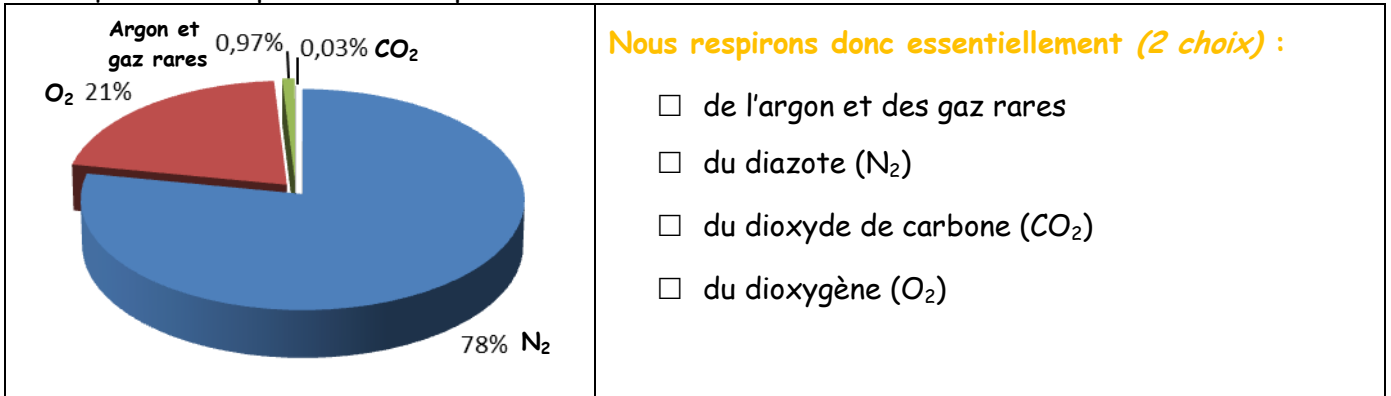 Argon et
gaz rares 0,97% 0,03% CO₂
O₂ 21%
78% N₂
Nous respirons donc essentiellement (2 choix) :
☐ de l'argon et des gaz rares
☐ du diazote (N₂)
☐ du dioxyde de carbone (CO₂)
☐ du dioxygène (O₂)